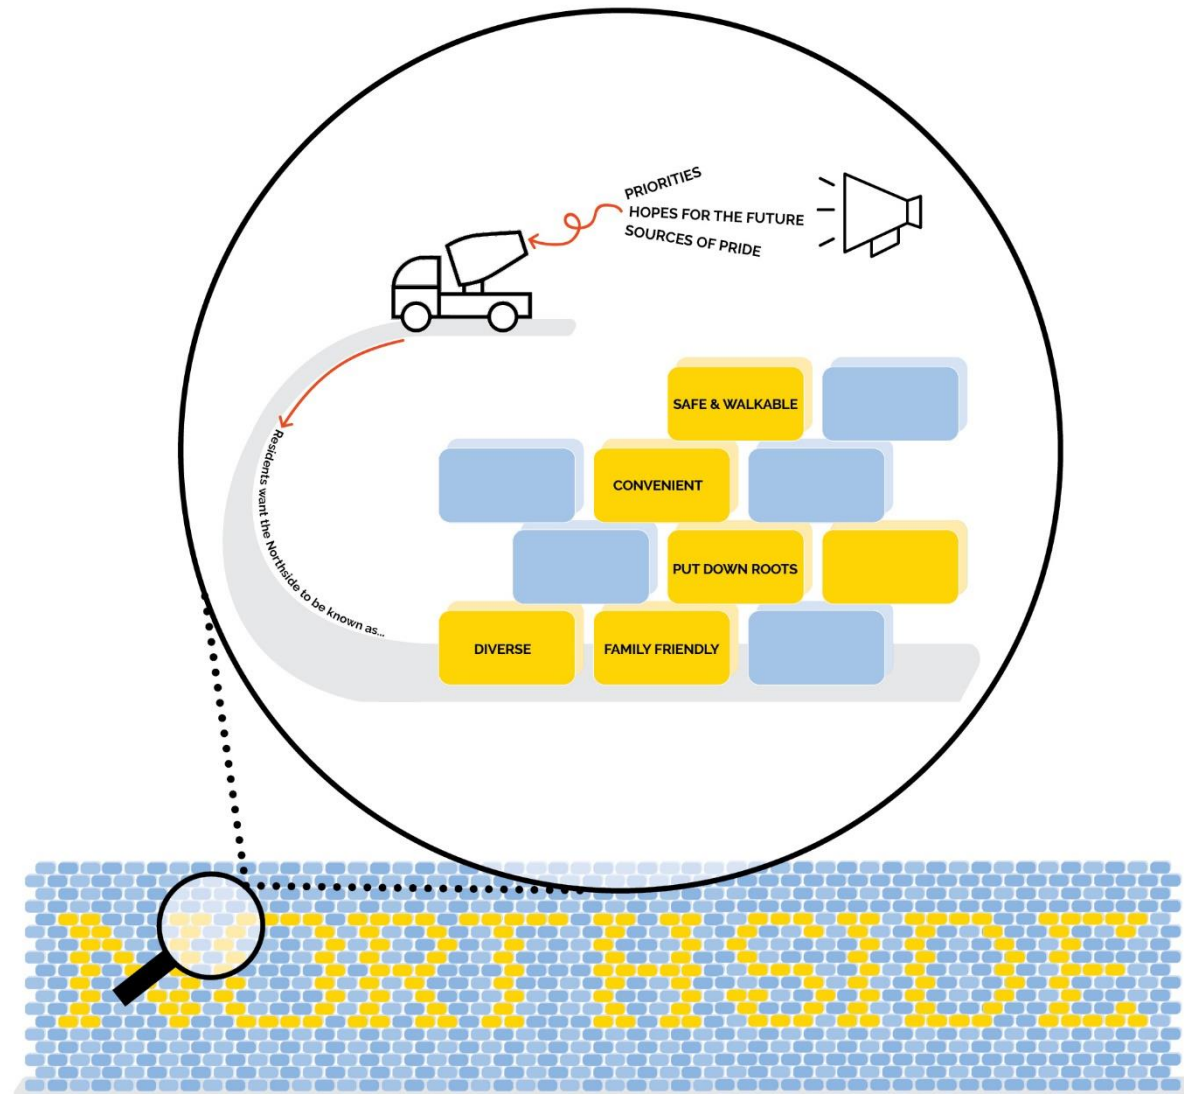 PRIORITIES
HOPES FOR THE FUTURE
SOURCES OF PRIDE
Residents want the Northside to be known as...
SAFE & WALKABLE
CONVENIENT
PUT DOWN ROOTS
DIVERSE
FAMILY FRIENDLY
NORTHSIDE